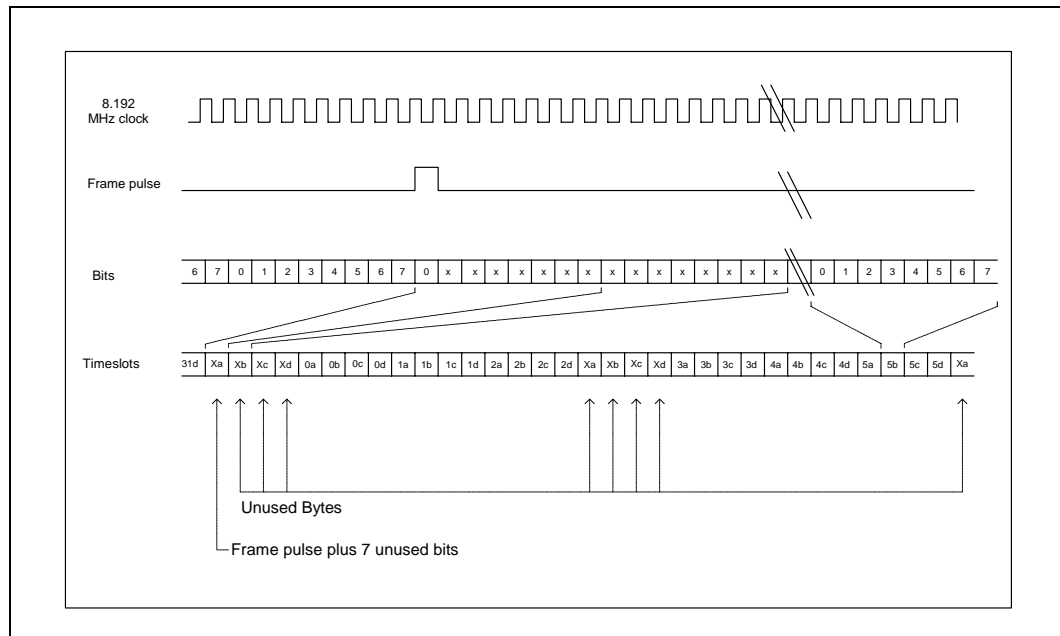 8.192
MHz clock
Frame pulse
Bits
6 7 0 1 2 3 4 5 6 7 0 x x x x x x x x x x x x x x x 0 1 2 3 4 5 6 7
Timeslots
31d Xa Xb Xc Xd 0a 0b 0c 0d 1a 1b 1c 1d 2a 2b 2c 2d Xa Xb Xc Xd 3a 3b 3c 3d 4a 4b 4c 4d 5a 5b 5c 5d Xa
Unused Bytes
Frame pulse plus 7 unused bits